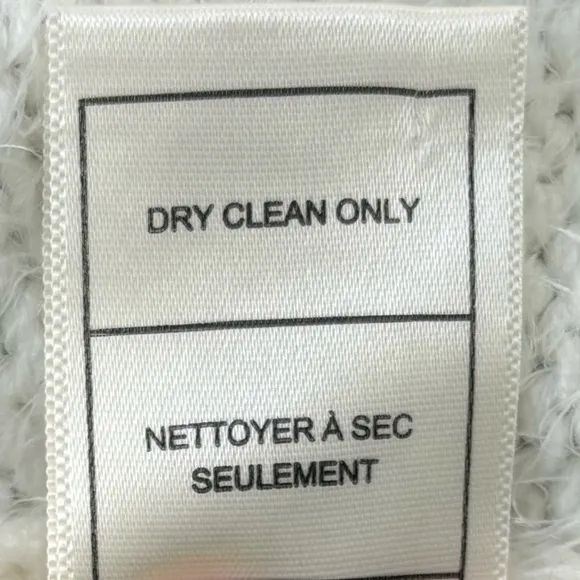 DRY CLEAN ONLY
NETTOYER À SEC
SEULEMENT